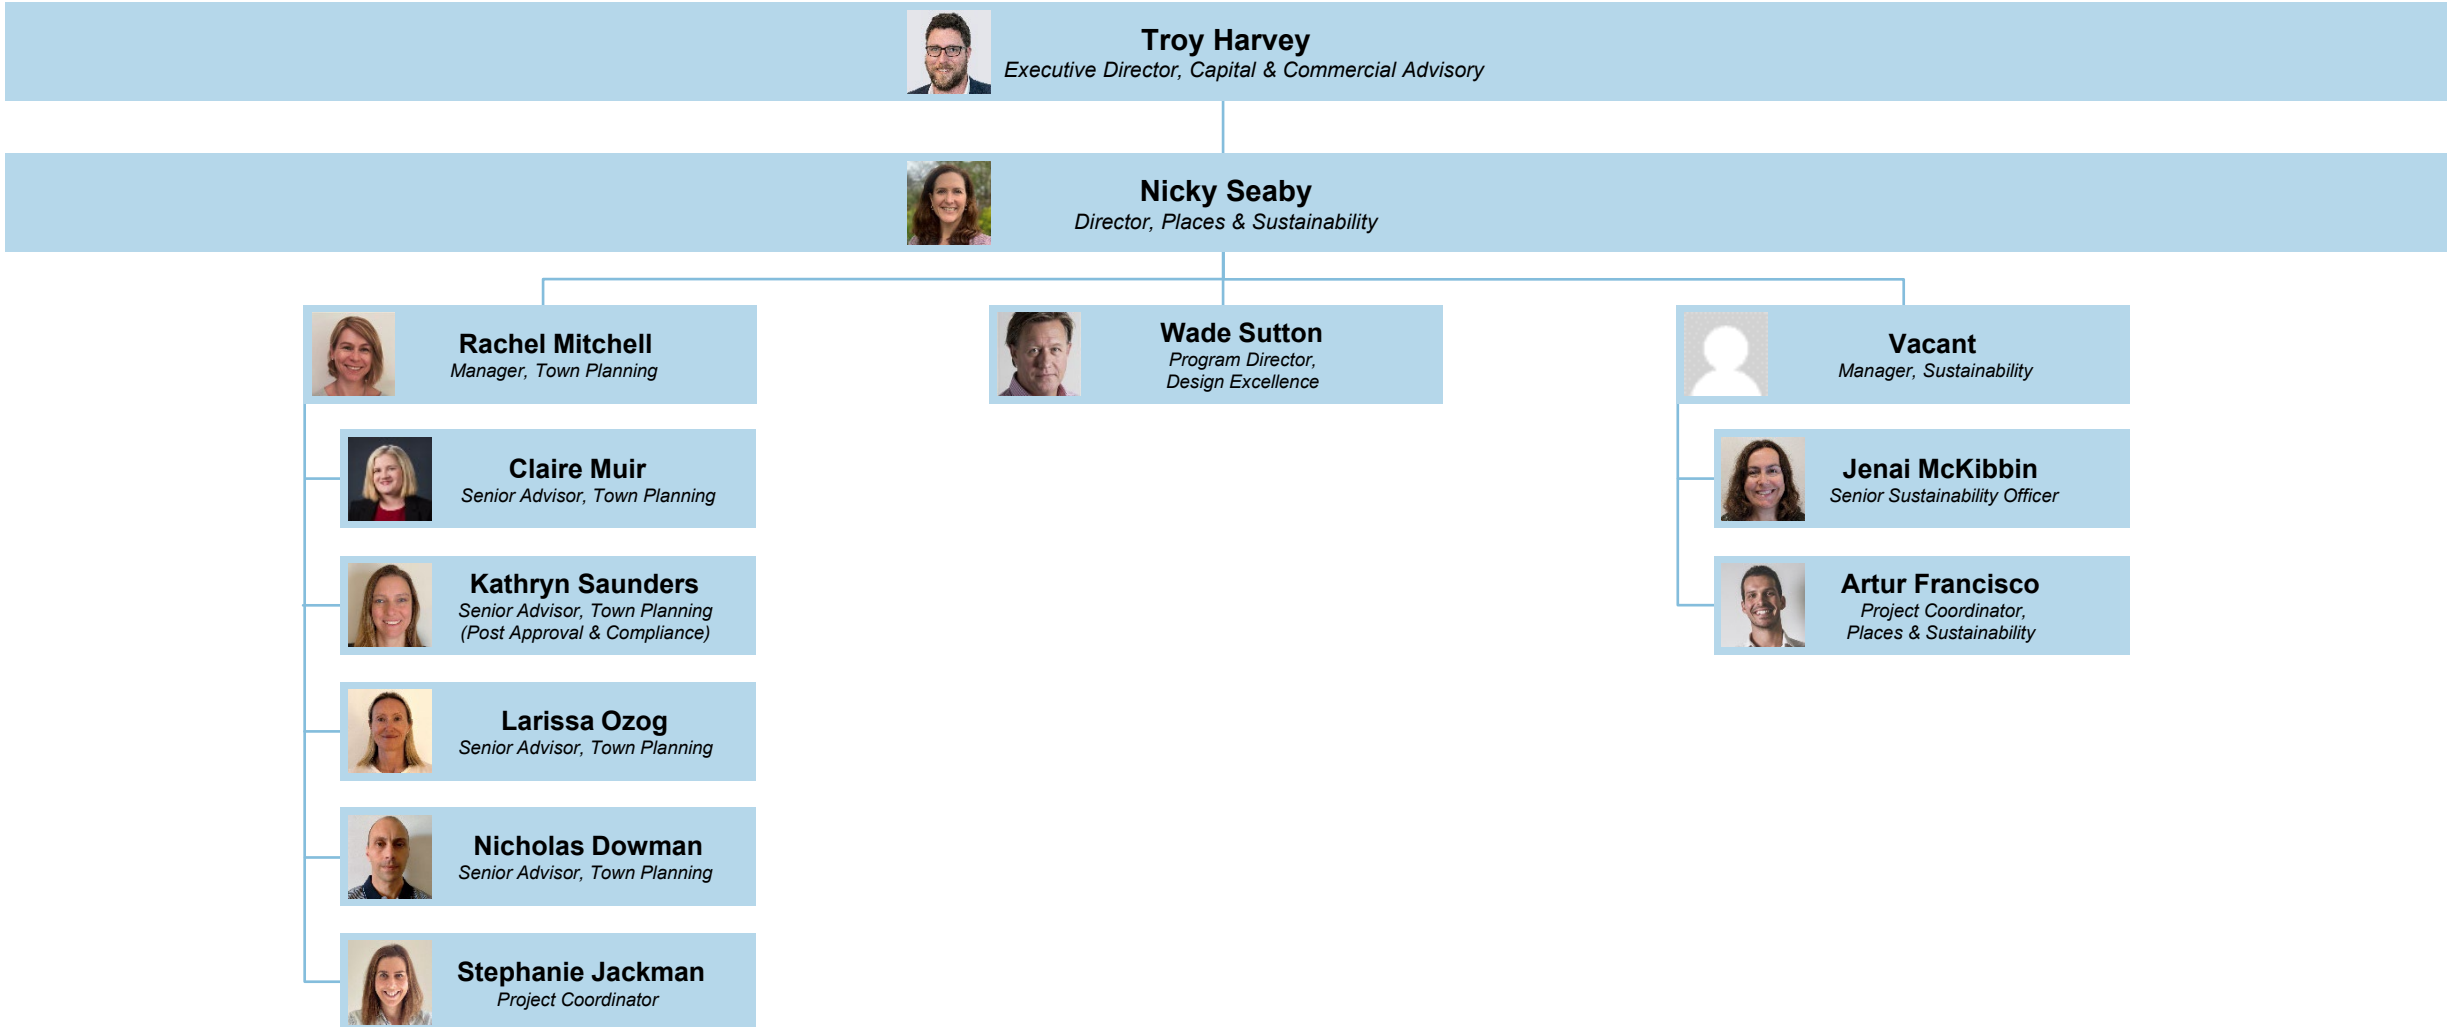 Troy Harvey
Executive Director, Capital & Commercial Advisory
Nicky Seaby
Director, Places & Sustainability
Rachel Mitchell
Manager, Town Planning
Claire Muir
Senior Advisor, Town Planning
Kathryn Saunders
Senior Advisor, Town Planning
(Post Approval & Compliance)
Larissa Ozog
Senior Advisor, Town Planning
Nicholas Dowman
Senior Advisor, Town Planning
Stephanie Jackman
Project Coordinator
Wade Sutton
Program Director,
Design Excellence
Vacant
Manager, Sustainability
Jenai McKibbin
Senior Sustainability Officer
Artur Francisco
Project Coordinator,
Places & Sustainability